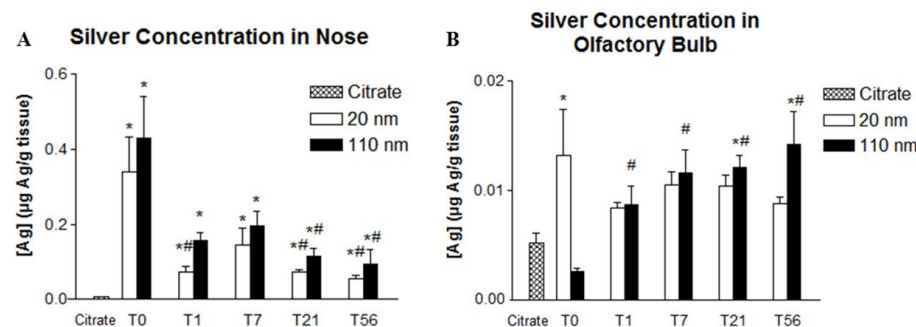 A
Silver Concentration in Nose
[Ag] (µg Ag/g tissue)
0.6
0.4
0.2
0.0
Citrate
20 nm
110 nm
*
*
*#
*
*
*
*#
*#
*#
*#
Citrate T0 T1 T7 T21 T56
B
Silver Concentration in
Olfactory Bulb
[Ag] (µg Ag/g tissue)
0.02
0.01
0.00
Citrate
20 nm
110 nm
*
#
#
*#
*#
Citrate T0 T1 T7 T21 T56